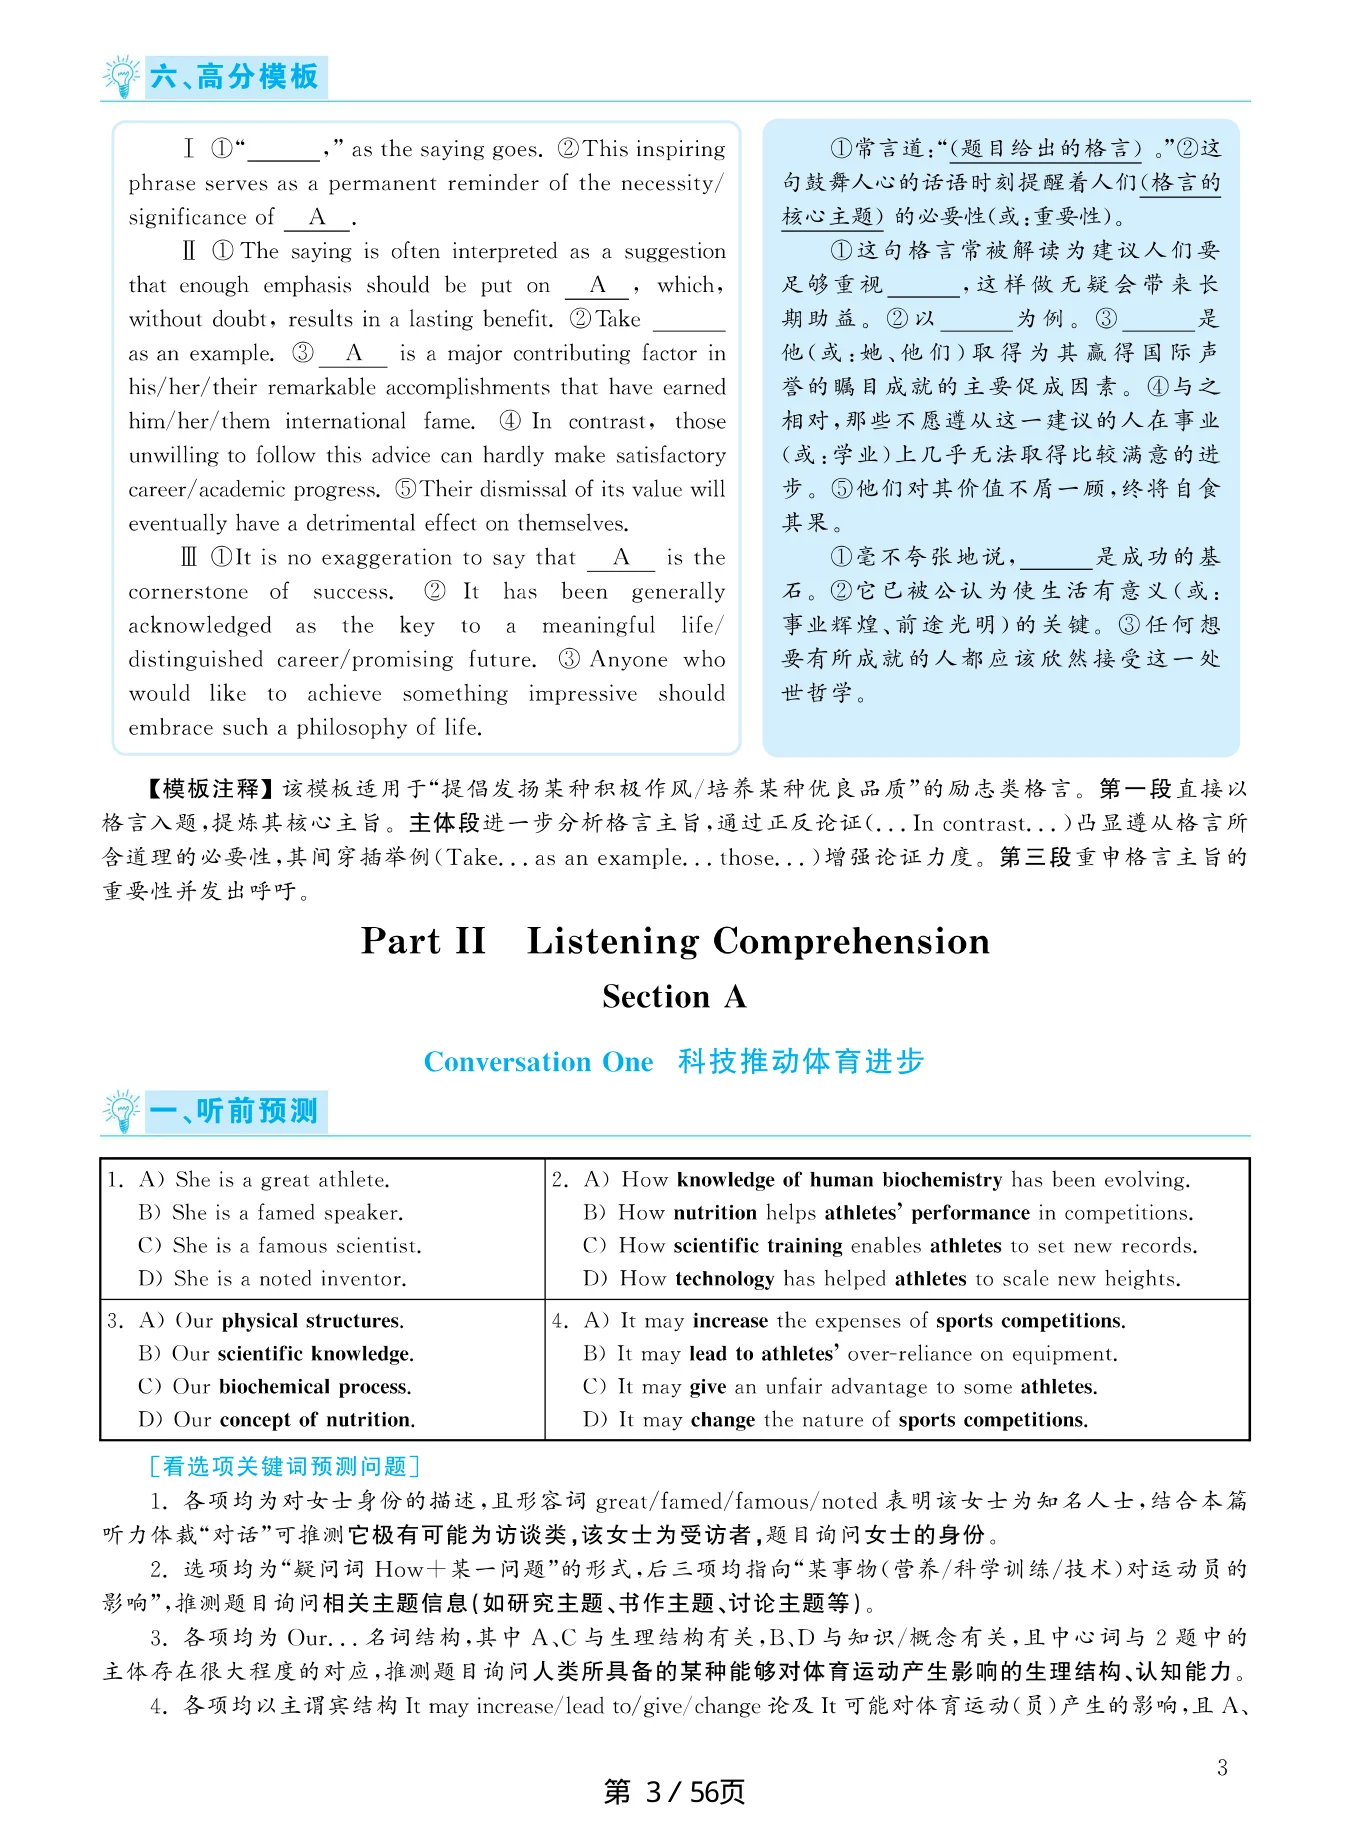 六、高分模板
Ⅰ ①“______,” as the saying goes. ②This inspiring
phrase serves as a permanent reminder of the necessity/
significance of __A__.
Ⅱ ①The saying is often interpreted as a suggestion
that enough emphasis should be put on __A__, which,
without doubt, results in a lasting benefit. ②Take ______
as an example. ③ __A__ is a major contributing factor in
his/her/their remarkable accomplishments that have earned
him/her/them international fame. ④ In contrast, those
unwilling to follow this advice can hardly make satisfactory
career/academic progress. ⑤Their dismissal of its value will
eventually have a detrimental effect on themselves.
Ⅲ ①It is no exaggeration to say that __A__ is the
cornerstone of success. ② It has been generally
acknowledged as the key to a meaningful life/
distinguished career/promising future. ③ Anyone who
would like to achieve something impressive should
embrace such a philosophy of life.
①常言道:“(题目给出的格言)。”②这
句鼓舞人心的话语时刻提醒着人们(格言的
核心主题)的必要性(或:重要性)。
①这句格言常被解读为建议人们要
足够重视______,这样做无疑会带来长
期助益。②以______为例。③______是
他(或:她、他们)取得为其赢得国际声
誉的瞩目成就的主要促成因素。④与之
相对,那些不愿遵从这一建议的人在事业
(或:学业)上几乎无法取得比较满意的进
步。⑤他们对其价值不屑一顾,终将自食
其果。
①毫不夸张地说,______是成功的基
石。②它已被公认为使生活有意义(或:
事业辉煌、前途光明)的关键。③任何想
要有所成就的人都应该欣然接受这一处
世哲学。
【模板注释】该模板适用于“提倡发扬某种积极作风/培养某种优良品质”的励志类格言。第一段直接以
格言入题,提炼其核心主旨。主体段进一步分析格言主旨,通过正反论证(...In contrast...)凸显遵从格言所
含道理的必要性,其间穿插举例(Take...as an example...those...)增强论证力度。第三段重申格言主旨的
重要性并发出呼吁。
Part II Listening Comprehension
Section A
Conversation One 科技推动体育进步
一、听前预测
1. A) She is a great athlete.
B) She is a famed speaker.
C) She is a famous scientist.
D) She is a noted inventor.
2. A) How knowledge of human biochemistry has been evolving.
B) How nutrition helps athletes’ performance in competitions.
C) How scientific training enables athletes to set new records.
D) How technology has helped athletes to scale new heights.
3. A) Our physical structures.
B) Our scientific knowledge.
C) Our biochemical process.
D) Our concept of nutrition.
4. A) It may increase the expenses of sports competitions.
B) It may lead to athletes’ over-reliance on equipment.
C) It may give an unfair advantage to some athletes.
D) It may change the nature of sports competitions.
[看选项关键词预测问题]
1. 各项均为对女士身份的描述,且形容词 great/famed/famous/noted 表明该女士为知名人士,结合本篇
听力体裁“对话”可推测它极有可能为访谈类,该女士为受访者,题目询问女士的身份。
2. 选项均为“疑问词 How+某一问题”的形式,后三项均指向“某事物(营养/科学训练/技术)对运动员的
影响”,推测题目询问相关主题信息(如研究主题、书作主题、讨论主题等)。
3. 各项均为 Our...名词结构,其中 A、C 与生理结构有关,B、D 与知识/概念有关,且中心词与 2 题中的
主体存在很大程度的对应,推测题目询问人类所具备的某种能够对体育运动产生影响的生理结构、认知能力。
4. 各项均以主谓宾结构 It may increase/lead to/give/change 论及 It 可能对体育运动(员)产生的影响,且 A、
3
第 3 / 56页